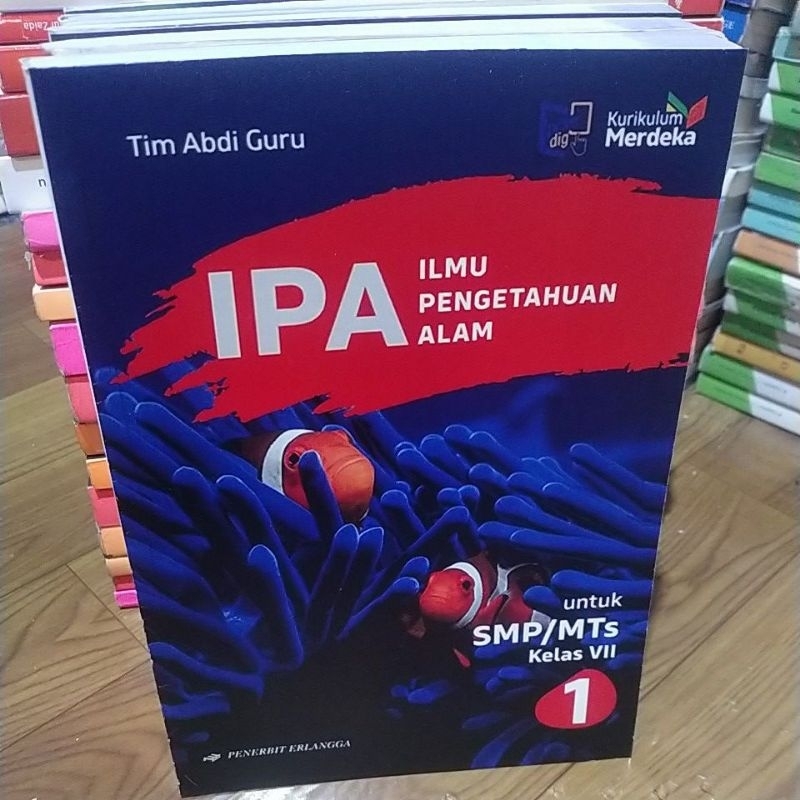 Tim Abdi Guru
dig
Kurikulum
Merdeka
IPA
ILMU
PENGETAHUAN
ALAM
untuk
SMP/MTs
Kelas VII
1
PENERBIT ERLANGGA